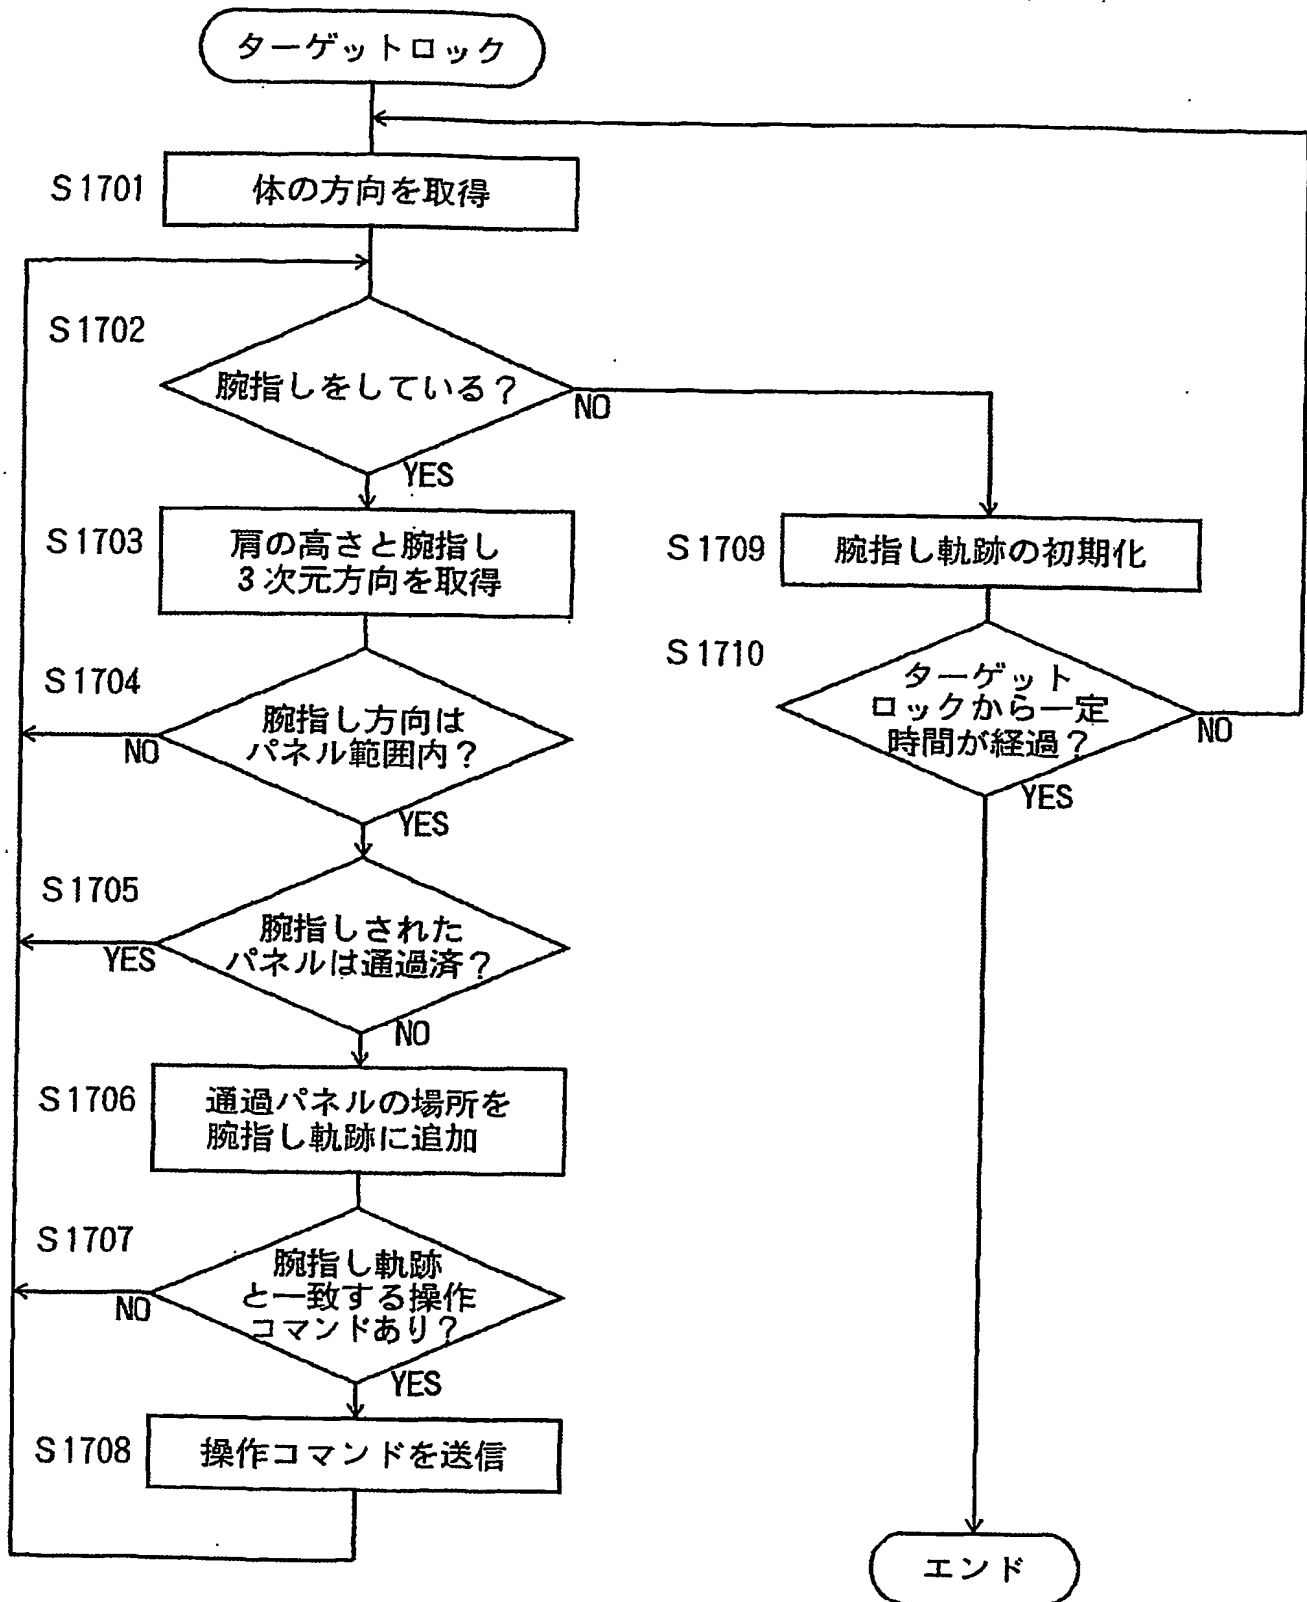 ターゲットロック
S1701
体の方向を取得
S1702
腕指しをしている?
NO
YES
S1703
肩の高さと腕指し
3次元方向を取得
S1704
腕指し方向は
パネル範囲内?
NO
YES
S1705
腕指しされた
パネルは通過済?
YES
NO
S1706
通過パネルの場所を
腕指し軌跡に追加
S1707
腕指し軌跡
と一致する操作
コマンドあり?
NO
YES
S1708
操作コマンドを送信
S1709
腕指し軌跡の初期化
S1710
ターゲット
ロックから一定
時間が経過?
NO
YES
エンド